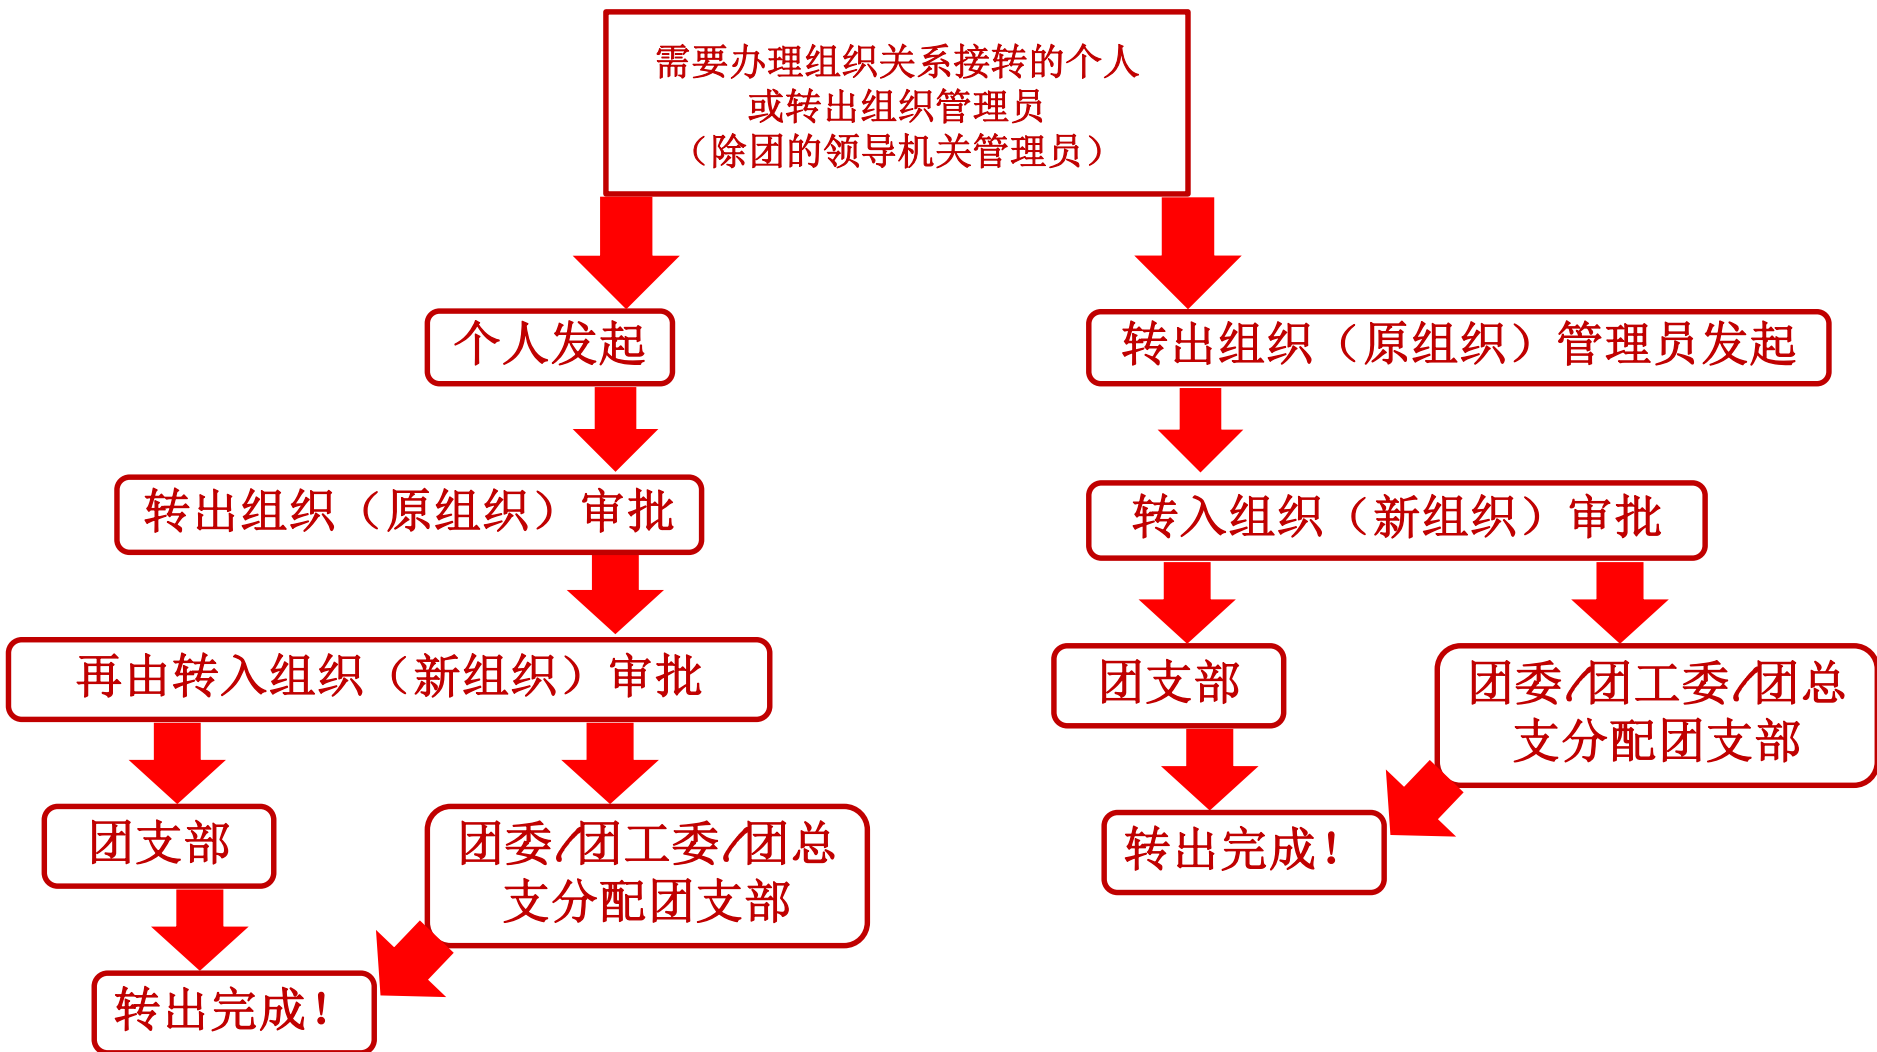 需要办理组织关系接转的个人
或转出组织管理员
（除团的领导机关管理员）
个人发起
转出组织（原组织）审批
再由转入组织（新组织）审批
团支部
团委/团工委/团总
支分配团支部
转出完成！
转出组织（原组织）管理员发起
转入组织（新组织）审批
团支部
团委/团工委/团总
支分配团支部
转出完成！